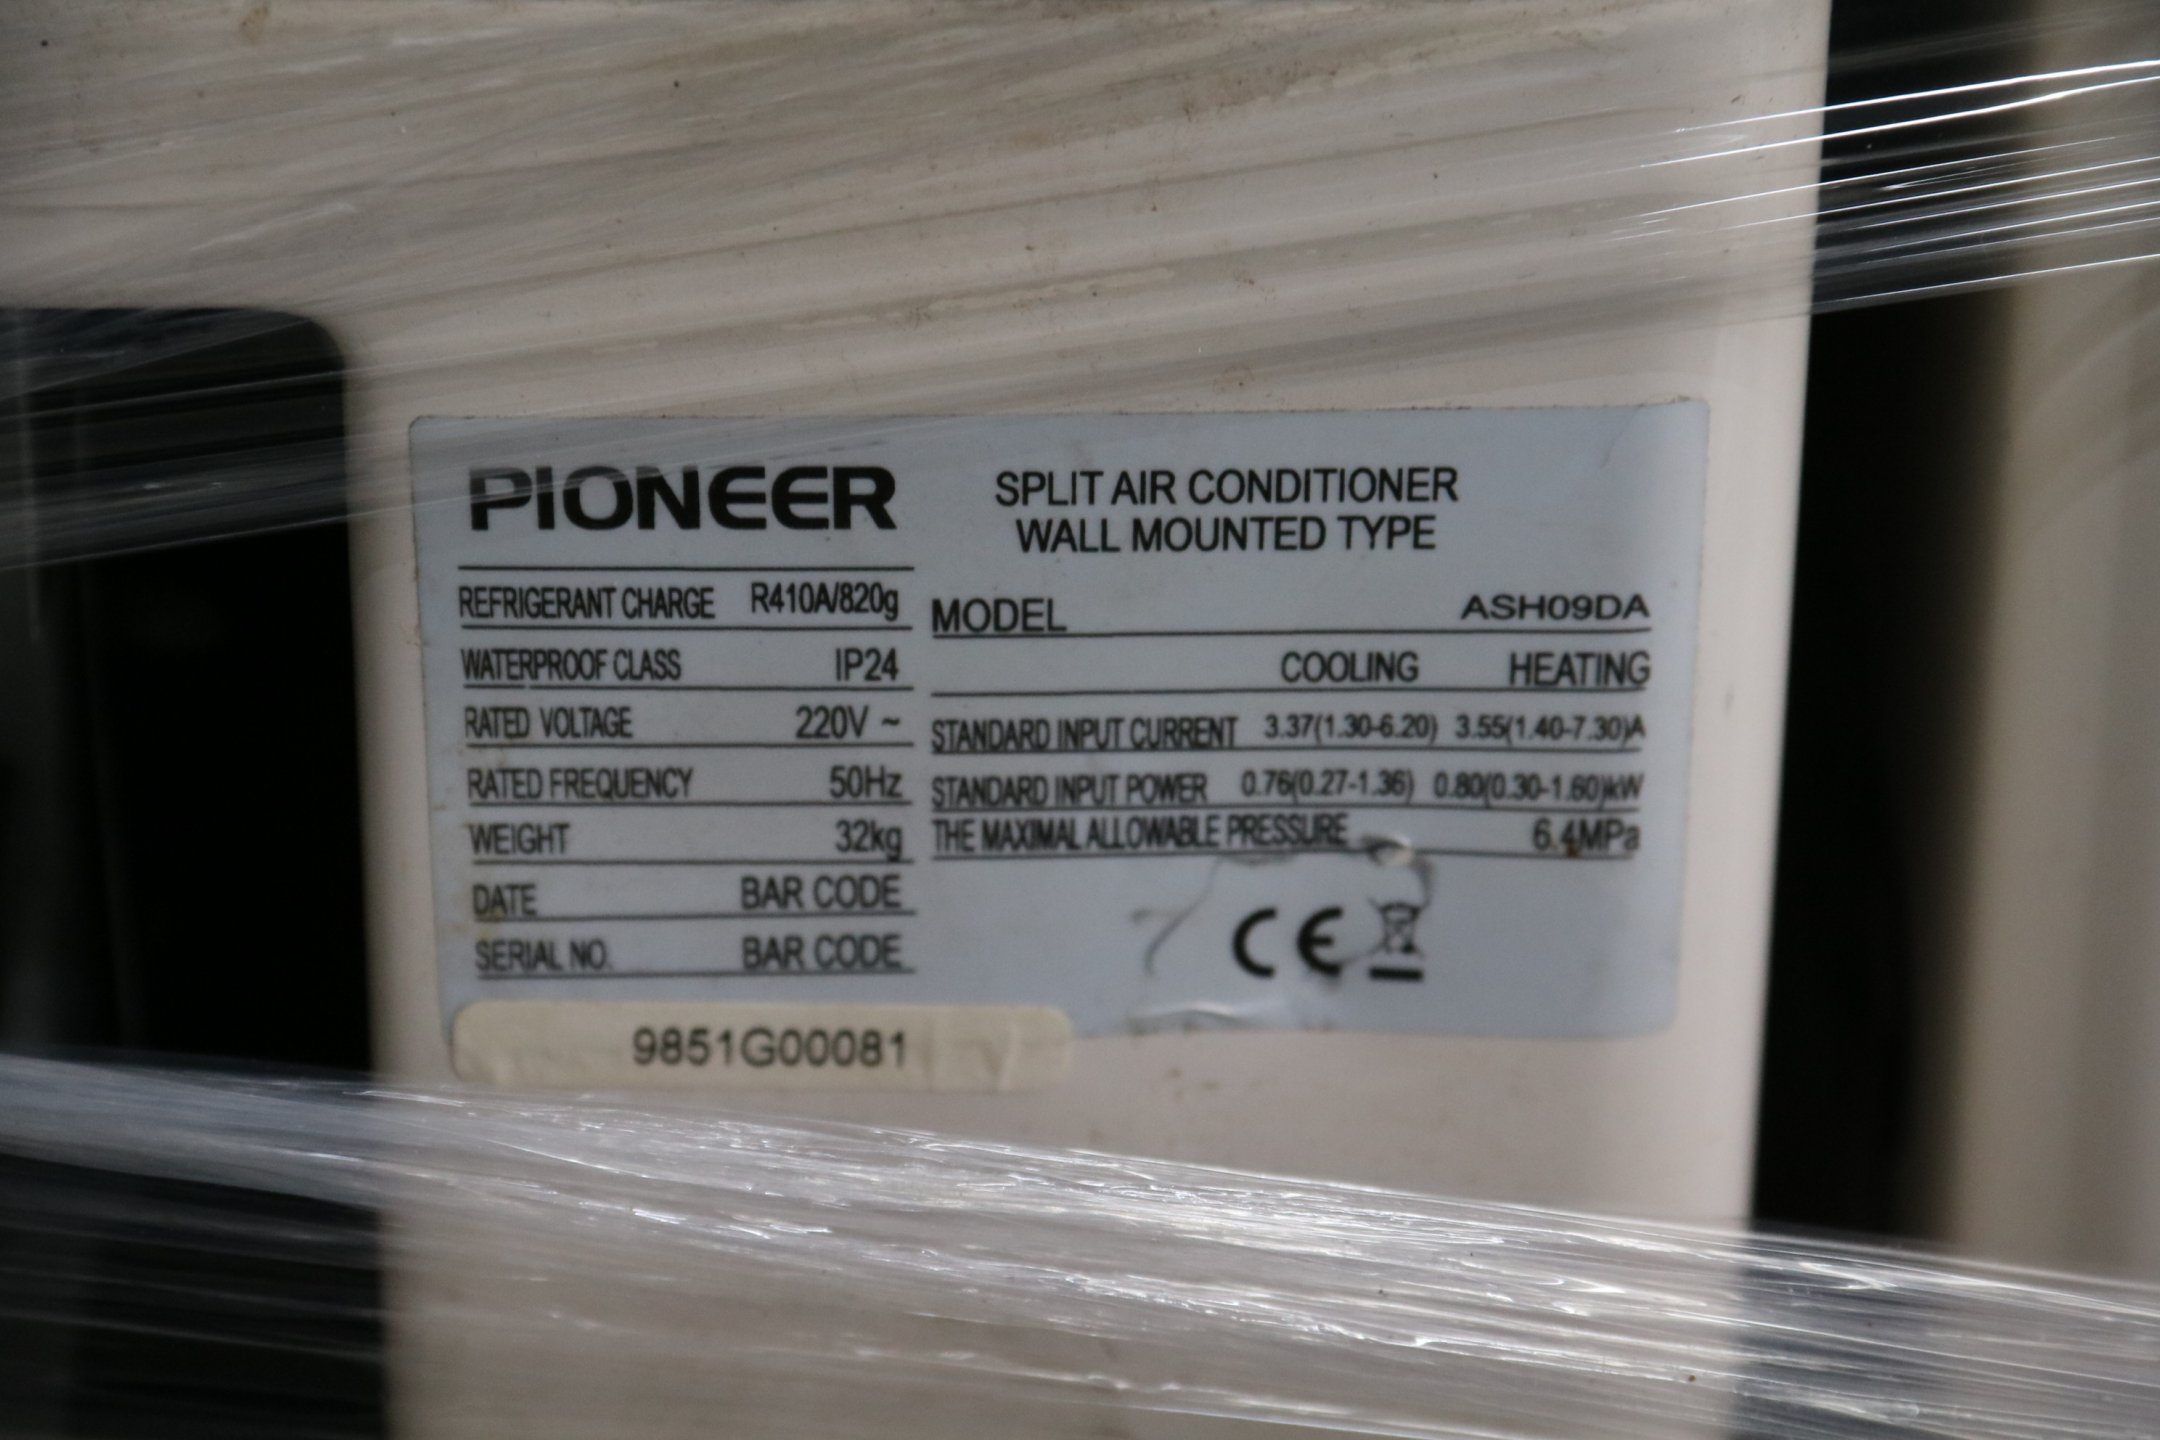 PIONEER
SPLIT AIR CONDITIONER
WALL MOUNTED TYPE
REFRIGERANT CHARGE R410A/820g
WATERPROOF CLASS IP24
RATED VOLTAGE 220V ~
RATED FREQUENCY 50Hz
WEIGHT 32kg
DATE BAR CODE
SERIAL NO. BAR CODE
MODEL ASH09DA
COOLING HEATING
STANDARD INPUT CURRENT 3.37(1.30-6.20) 3.55(1.40-7.30)A
STANDARD INPUT POWER 0.76(0.27-1.36) 0.80(0.30-1.60)kW
THE MAXIMAL ALLOWABLE PRESSURE 6.4MPa
CE
9851G00081